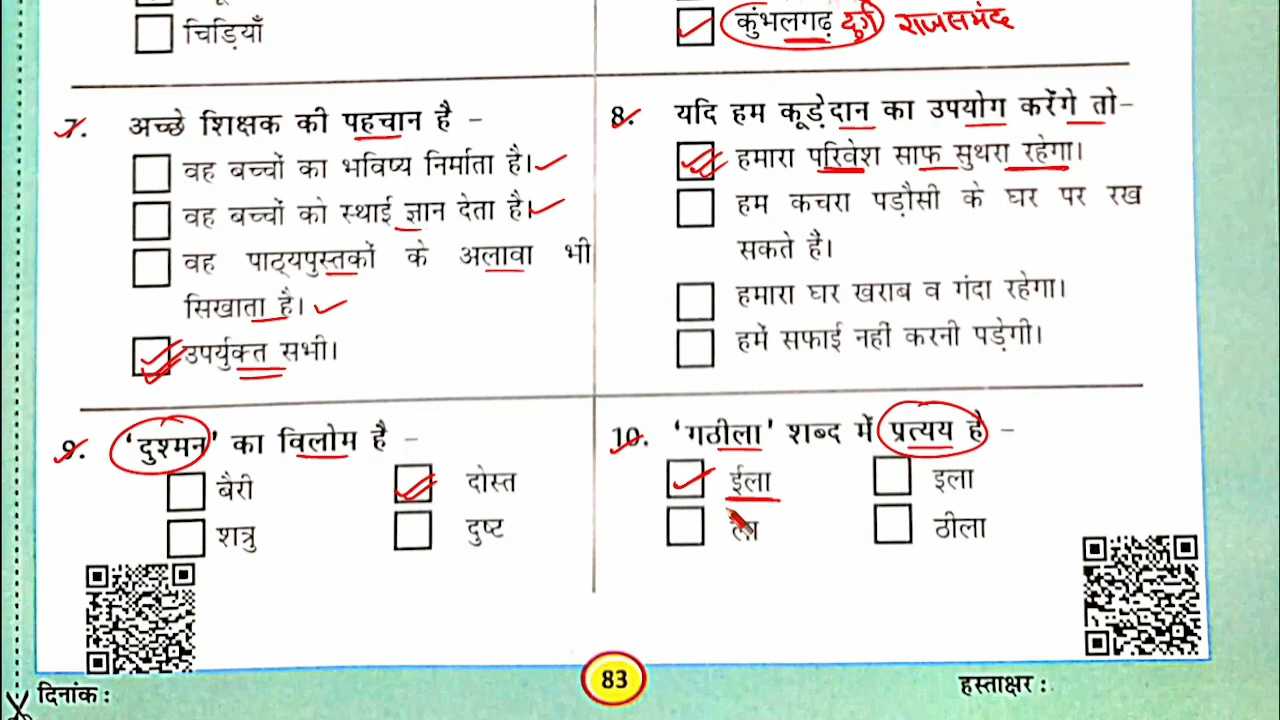 चिड़ियाँ
कुंभलगढ़ दुर्ग राजसमंद
7. अच्छे शिक्षक की पहचान है –
वह बच्चों का भविष्य निर्माता है।
वह बच्चों को स्थाई ज्ञान देता है।
वह पाठ्यपुस्तकों के अलावा भी
सिखाता है।
उपर्युक्त सभी।
8. यदि हम कूड़ेदान का उपयोग करेंगे तो–
हमारा परिवेश साफ सुथरा रहेगा।
हम कचरा पड़ौसी के घर पर रख
सकते हैं।
हमारा घर खराब व गंदा रहेगा।
हमें सफाई नहीं करनी पड़ेगी।
9. 'दुश्मन' का विलोम है –
बैरी दोस्त
शत्रु दुष्ट
10. 'गठीला' शब्द में प्रत्यय है –
ईला इला
ला ठीला
दिनांक :
83
हस्ताक्षर :